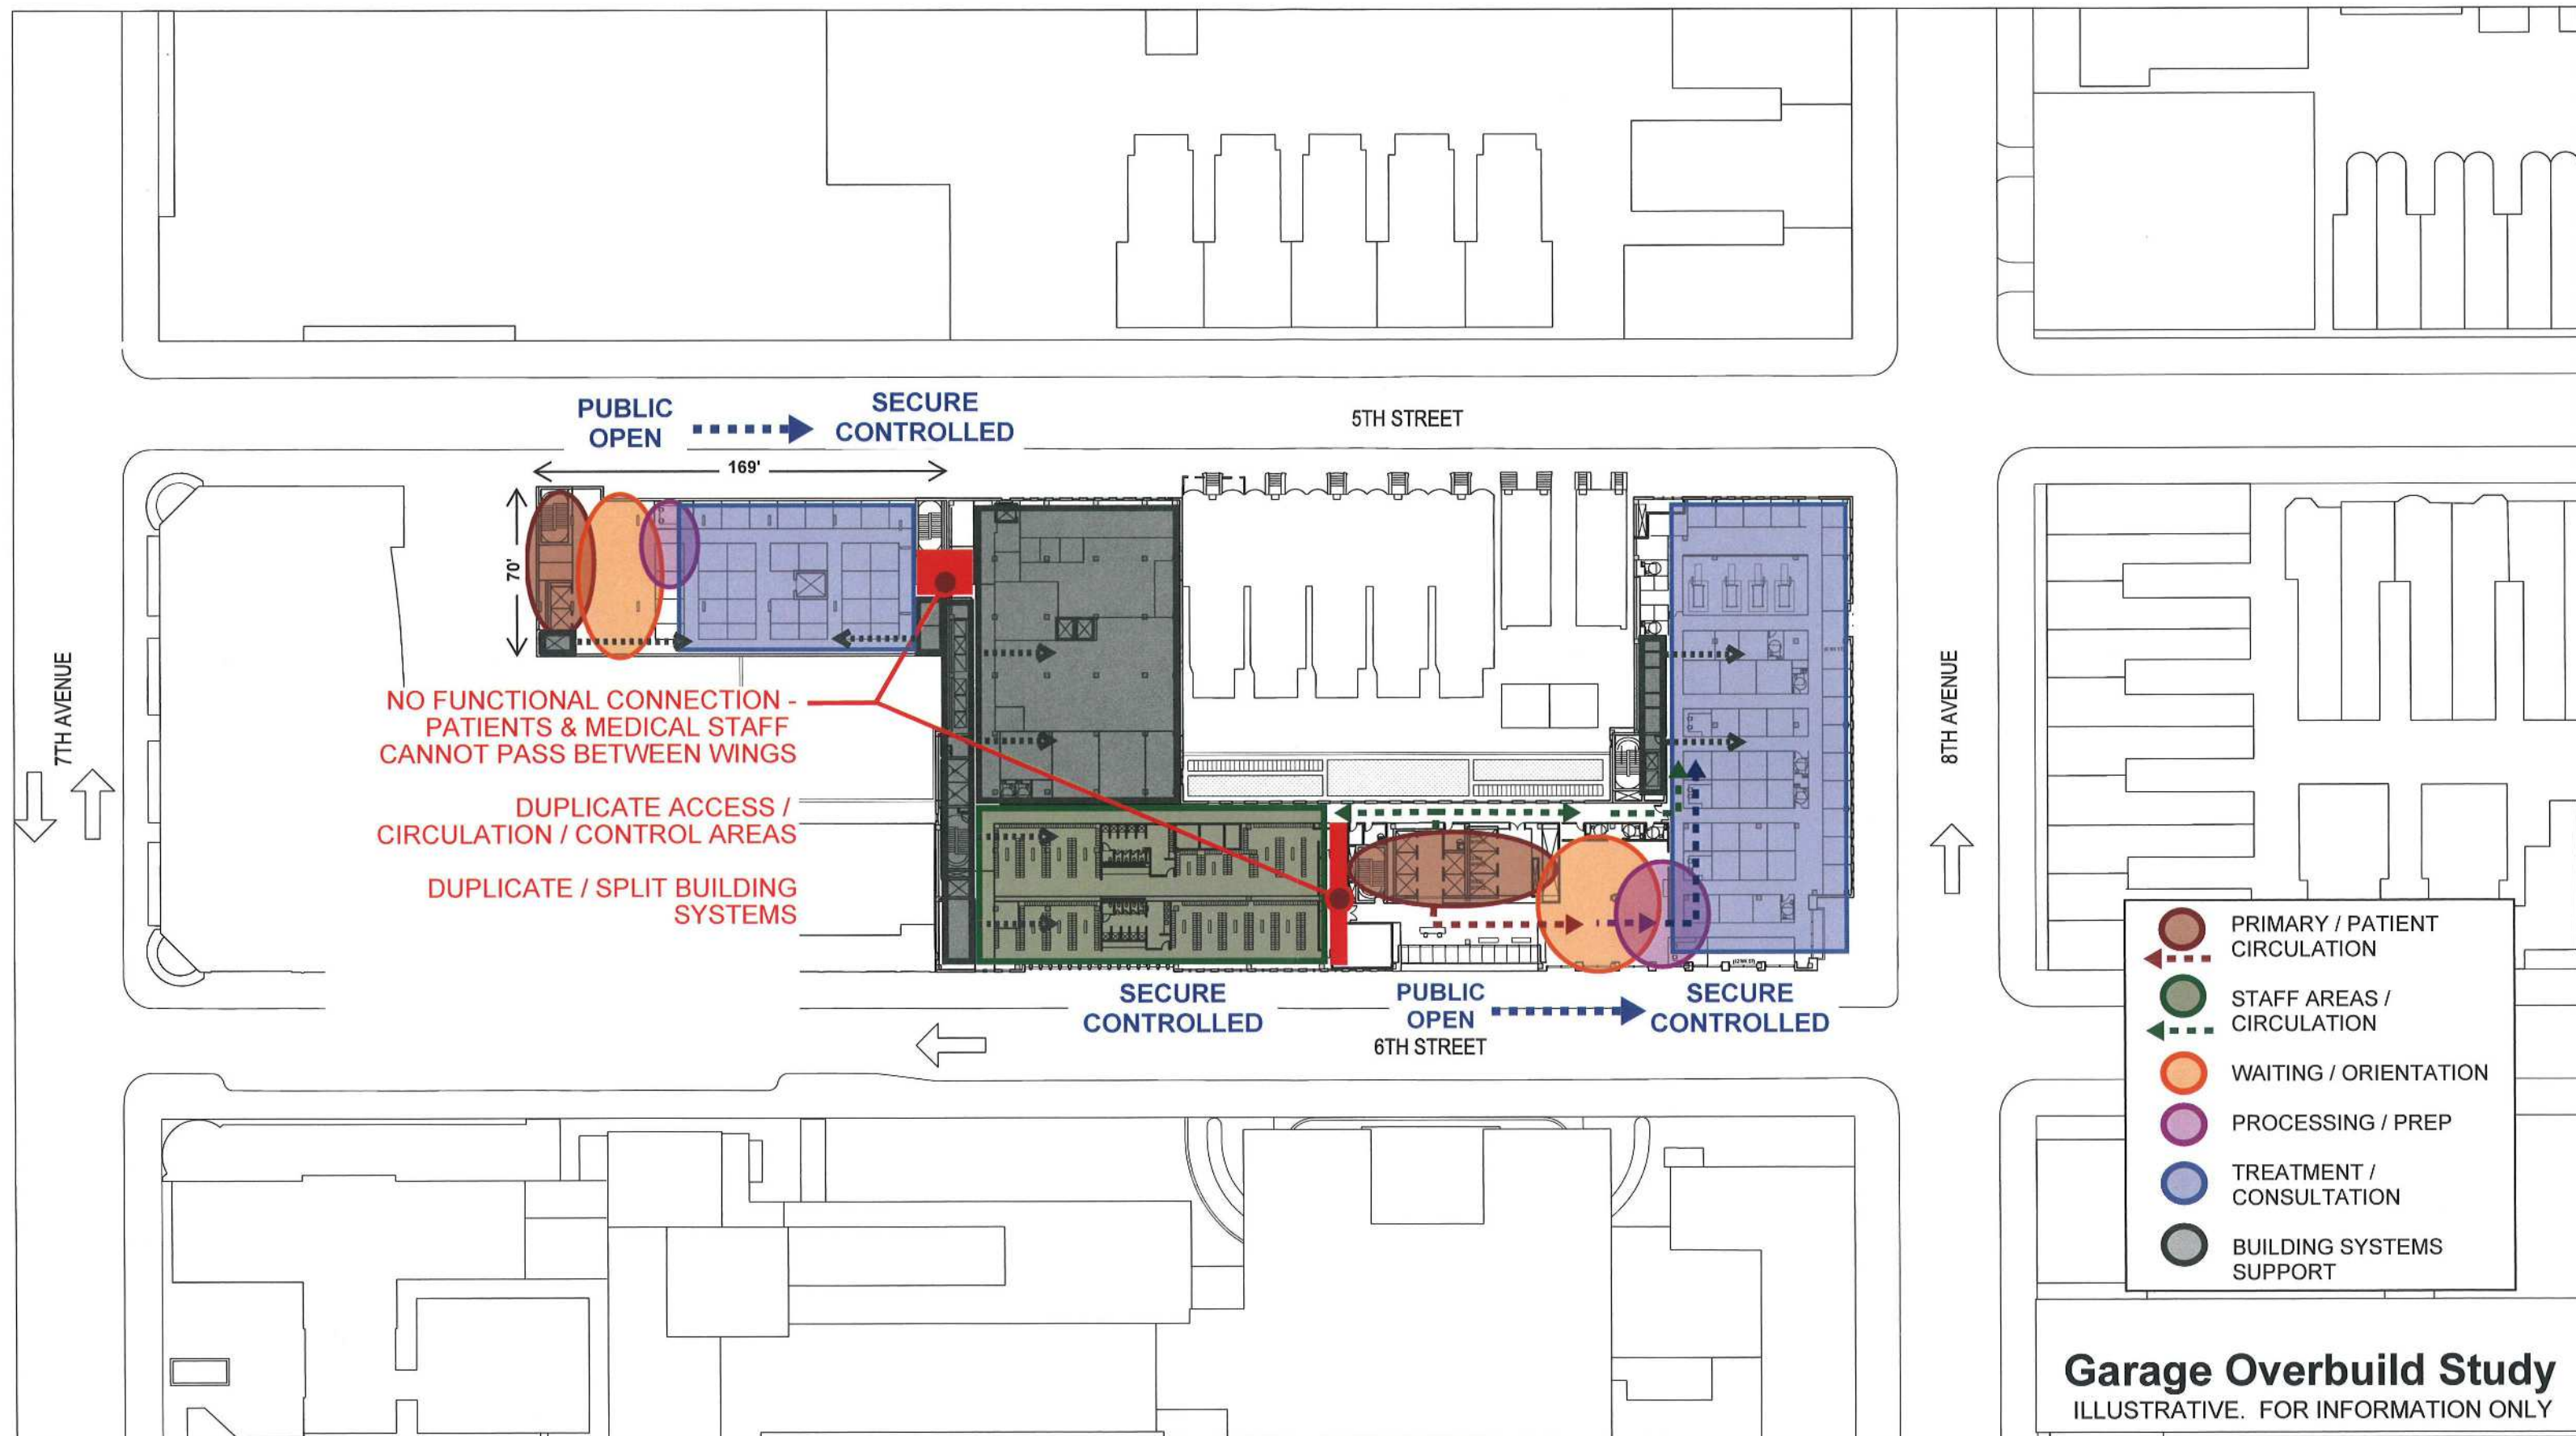 PUBLIC
OPEN
SECURE
CONTROLLED
5TH STREET
169'
70'
7TH AVENUE
8TH AVENUE
NO FUNCTIONAL CONNECTION -
PATIENTS & MEDICAL STAFF
CANNOT PASS BETWEEN WINGS
DUPLICATE ACCESS /
CIRCULATION / CONTROL AREAS
DUPLICATE / SPLIT BUILDING
SYSTEMS
SECURE
CONTROLLED
PUBLIC
OPEN
SECURE
CONTROLLED
6TH STREET
PRIMARY / PATIENT
CIRCULATION
STAFF AREAS /
CIRCULATION
WAITING / ORIENTATION
PROCESSING / PREP
TREATMENT /
CONSULTATION
BUILDING SYSTEMS
SUPPORT
Garage Overbuild Study
ILLUSTRATIVE. FOR INFORMATION ONLY